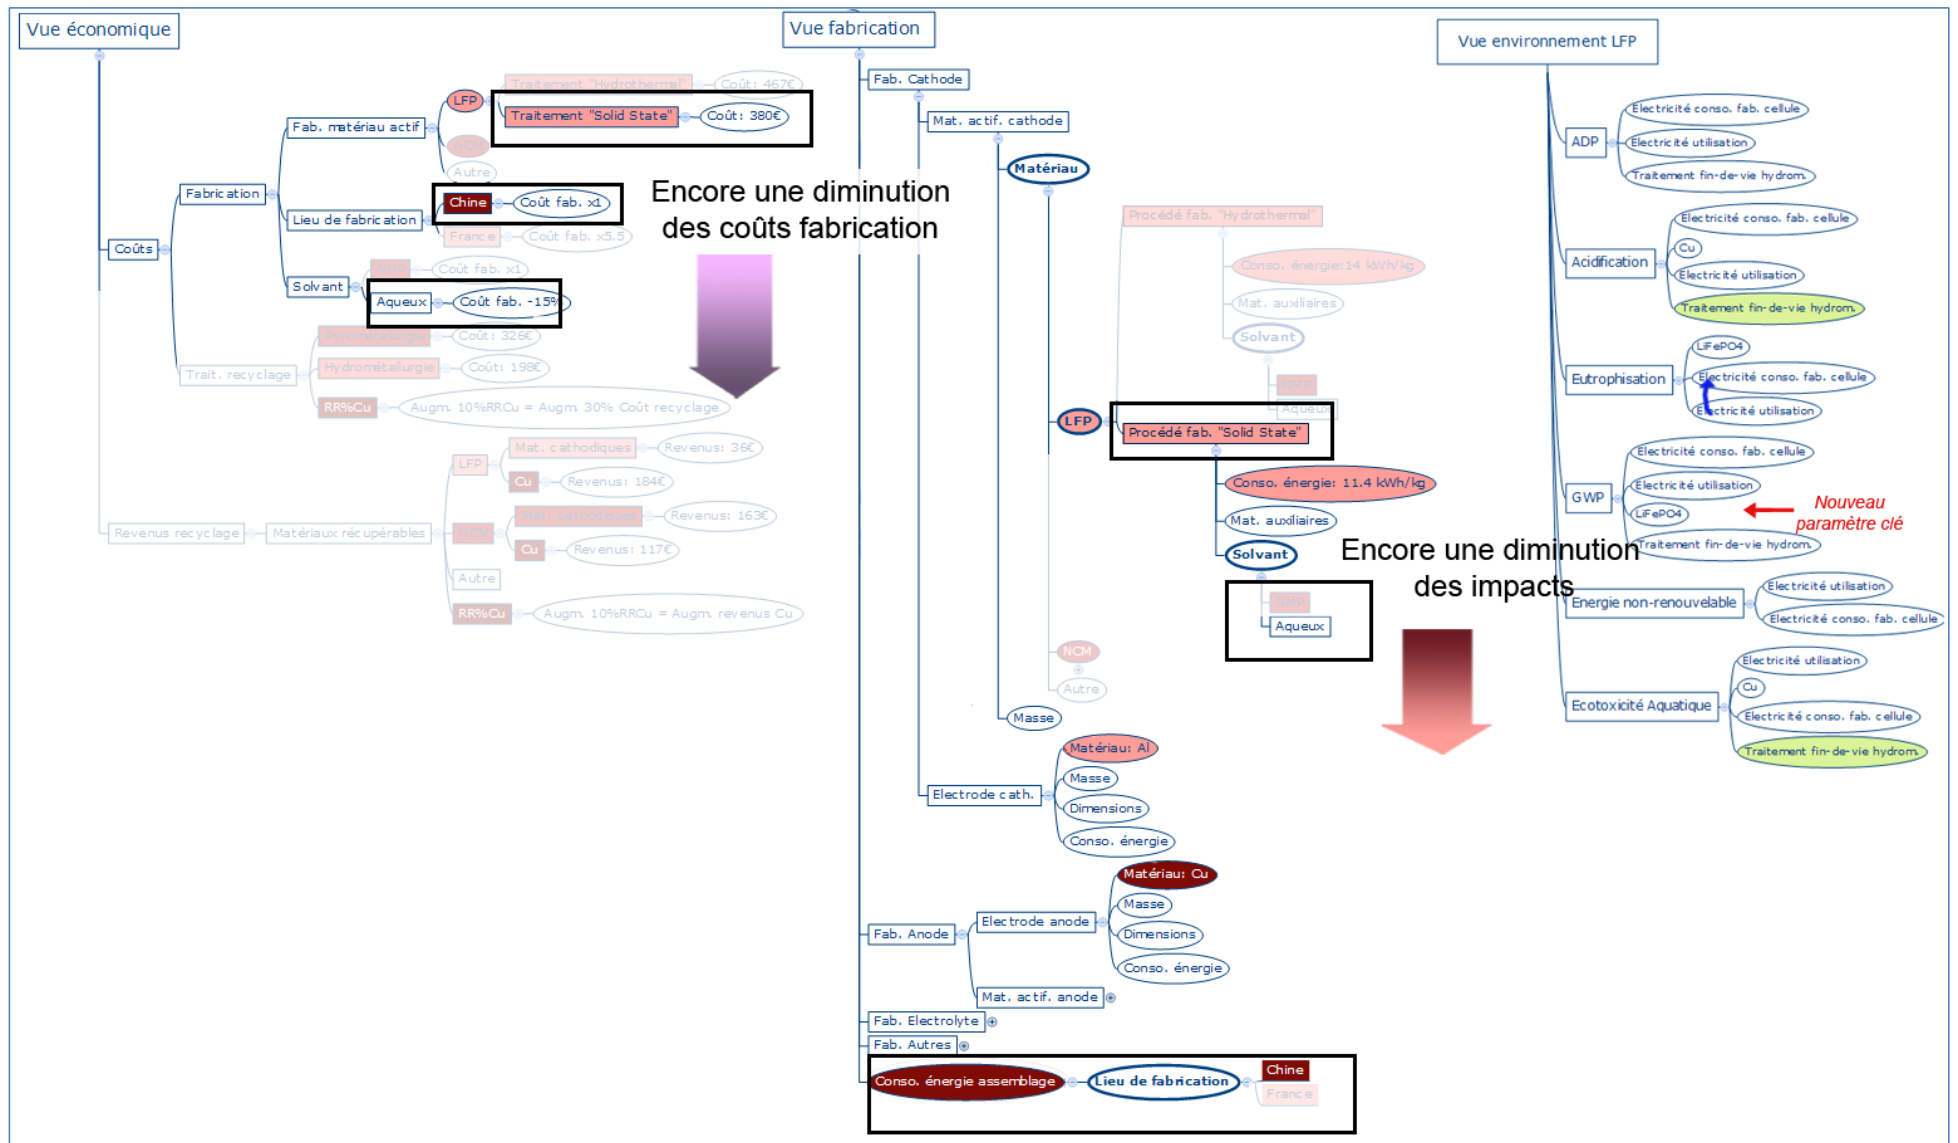 Vue économique
Coûts
Fabrication
Fab. matériau actif
LFP
Traitement "Hydrothermal"
Coût: 467€
Traitement "Solid State"
Coût: 380€
NCM
Autre
Lieu de fabrication
Chine
Coût fab. x1
France
Coût fab. x5.5
Solvant
NMP
Coût fab. x1
Aqueux
Coût fab. -15%
Trait. recyclage
Pyrométallurgie
Coût: 326€
Hydrométallurgie
Coût: 198€
RR%Cu
Augm. 10%RRCu = Augm. 30% Coût recyclage
Revenus recyclage
Matériaux récupérables
LFP
Mat. cathodiques
Revenus: 36€
Cu
Revenus: 184€
NCM
Mat. cathodiques
Revenus: 163€
Cu
Revenus: 117€
Autre
RR%Cu
Augm. 10%RRCu = Augm. revenus Cu
Encore une diminution
des coûts fabrication
Vue fabrication
Fab. Cathode
Mat. actif. cathode
Matériau
LFP
Procédé fab. "Hydrothermal"
Conso. énergie:14 kWh/kg
Mat. auxiliaires
Solvant
NMP
Aqueux
Procédé fab. "Solid State"
Conso. énergie: 11.4 kWh/kg
Mat. auxiliaires
Solvant
NMP
Aqueux
NCM
Autre
Masse
Electrode cath.
Matériau: Al
Masse
Dimensions
Conso. énergie
Fab. Anode
Electrode anode
Matériau: Cu
Masse
Dimensions
Conso. énergie
Mat. actif. anode
Fab. Electrolyte
Fab. Autres
Conso. énergie assemblage
Lieu de fabrication
Chine
France
Encore une diminution
des impacts
Vue environnement LFP
ADP
Electricité conso. fab. cellule
Electricité utilisation
Traitement fin-de-vie hydrom.
Acidification
Electricité conso. fab. cellule
Cu
Electricité utilisation
Traitement fin-de-vie hydrom.
Eutrophisation
LiFePO4
Electricité conso. fab. cellule
Electricité utilisation
GWP
Electricité conso. fab. cellule
Electricité utilisation
LiFePO4
Traitement fin-de-vie hydrom.
Nouveau
paramètre clé
Energie non-renouvelable
Electricité utilisation
Electricité conso. fab. cellule
Ecotoxicité Aquatique
Electricité utilisation
Cu
Electricité conso. fab. cellule
Traitement fin-de-vie hydrom.